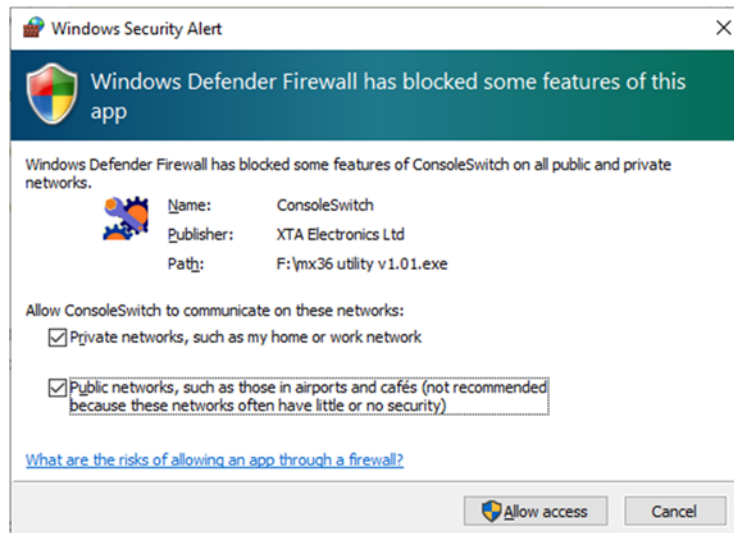 Windows Security Alert
Windows Defender Firewall has blocked some features of this
app
Windows Defender Firewall has blocked some features of ConsoleSwitch on all public and private
networks.
Name: ConsoleSwitch
Publisher: XTA Electronics Ltd
Path: F:\mx36 utility v1.01.exe
Allow ConsoleSwitch to communicate on these networks:
Private networks, such as my home or work network
Public networks, such as those in airports and cafés (not recommended
because these networks often have little or no security)
What are the risks of allowing an app through a firewall?
Allow access Cancel